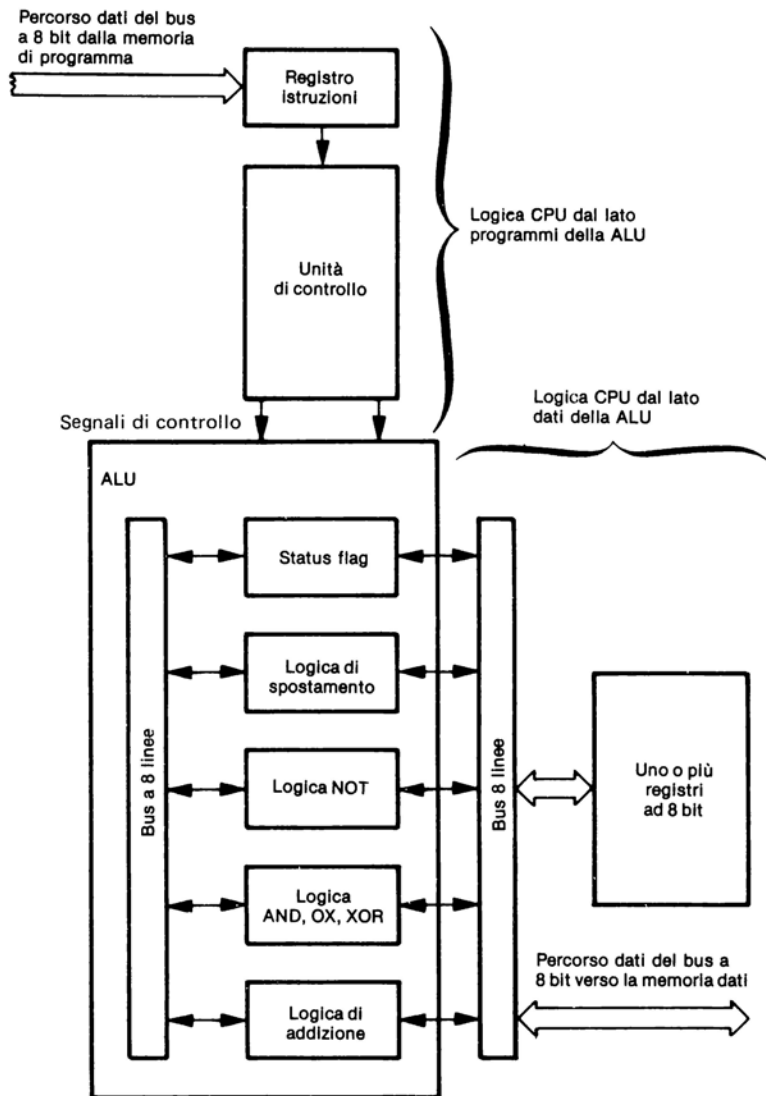 Percorso dati del bus
a 8 bit dalla memoria
di programma
Registro
istruzioni
Logica CPU dal lato
programmi della ALU
Unità
di controllo
Logica CPU dal lato
dati della ALU
Segnali di controllo
ALU
Status flag
Logica di
spostamento
Bus a 8 linee
Logica NOT
Bus 8 linee
Uno o più
registri
ad 8 bit
Logica
AND, OX, XOR
Percorso dati del bus a
8 bit verso la memoria dati
Logica di
addizione